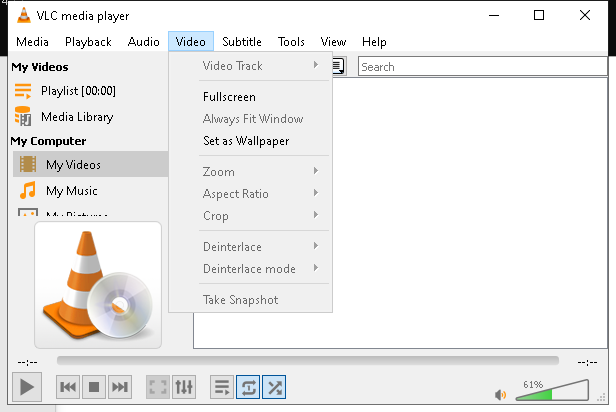 VLC media player
Media Playback Audio Video Subtitle Tools View Help
My Videos
Playlist [00:00]
Media Library
My Computer
My Videos
My Music
My Pictures
Video Track
Fullscreen
Always Fit Window
Set as Wallpaper
Zoom
Aspect Ratio
Crop
Deinterlace
Deinterlace mode
Take Snapshot
Search
--:-- --:--
61%